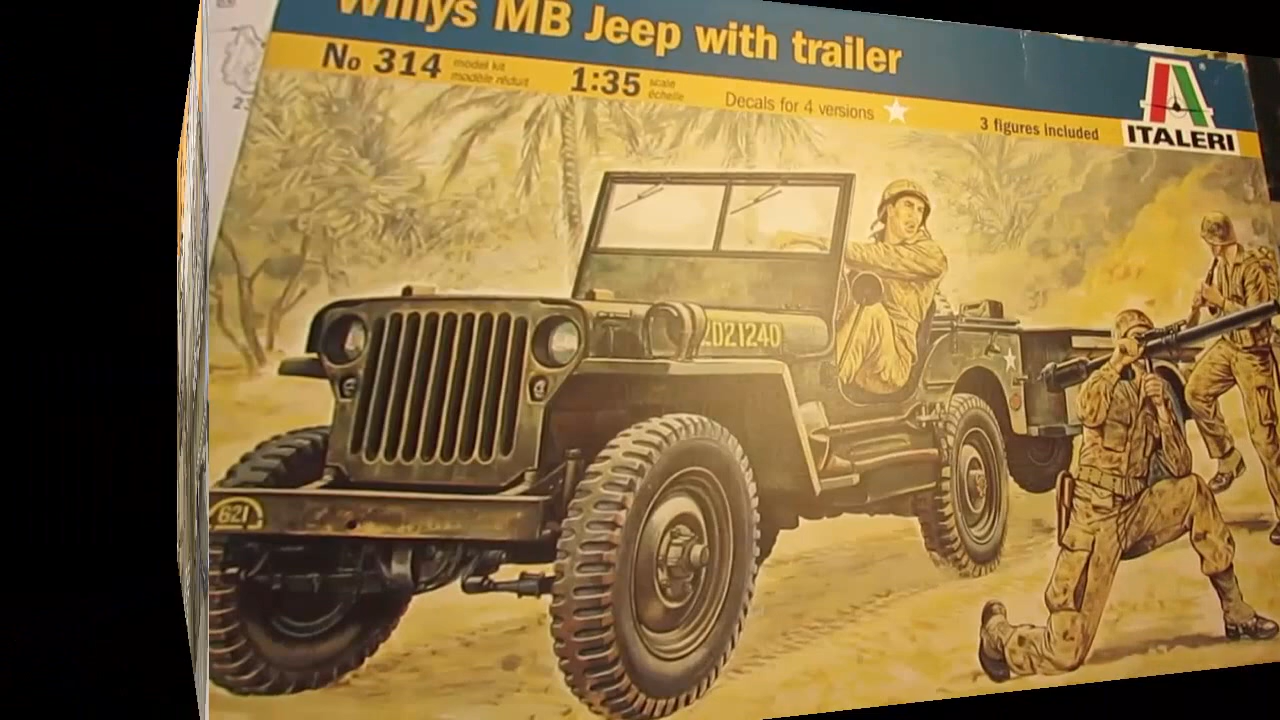 Willys MB Jeep with trailer
No 314
model kit
modèle réduit
1:35
scale
échelle
Decals for 4 versions
3 figures included
ITALERI
2021240
621